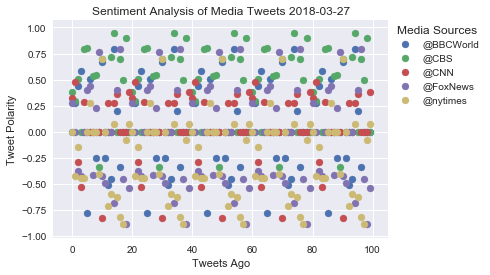 Sentiment Analysis of Media Tweets 2018-03-27
Media Sources
@BBCWorld
@CBS
@CNN
@FoxNews
@nytimes
Tweet Polarity
1.00
0.75
0.50
0.25
0.00
−0.25
−0.50
−0.75
−1.00
0 20 40 60 80 100
Tweets Ago